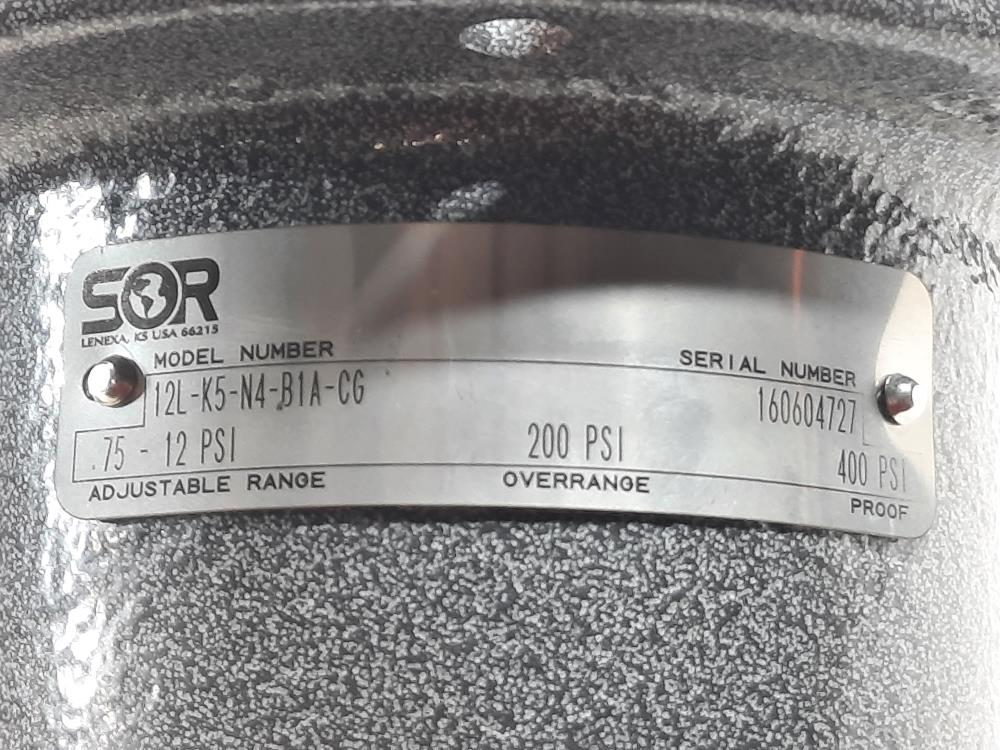 SOR
LENEXA, KS USA 66215
MODEL NUMBER
SERIAL NUMBER
12L-K5-N4-B1A-CG
160604727
.75 - 12 PSI
200 PSI
400 PSI
ADJUSTABLE RANGE
OVERRANGE
PROOF